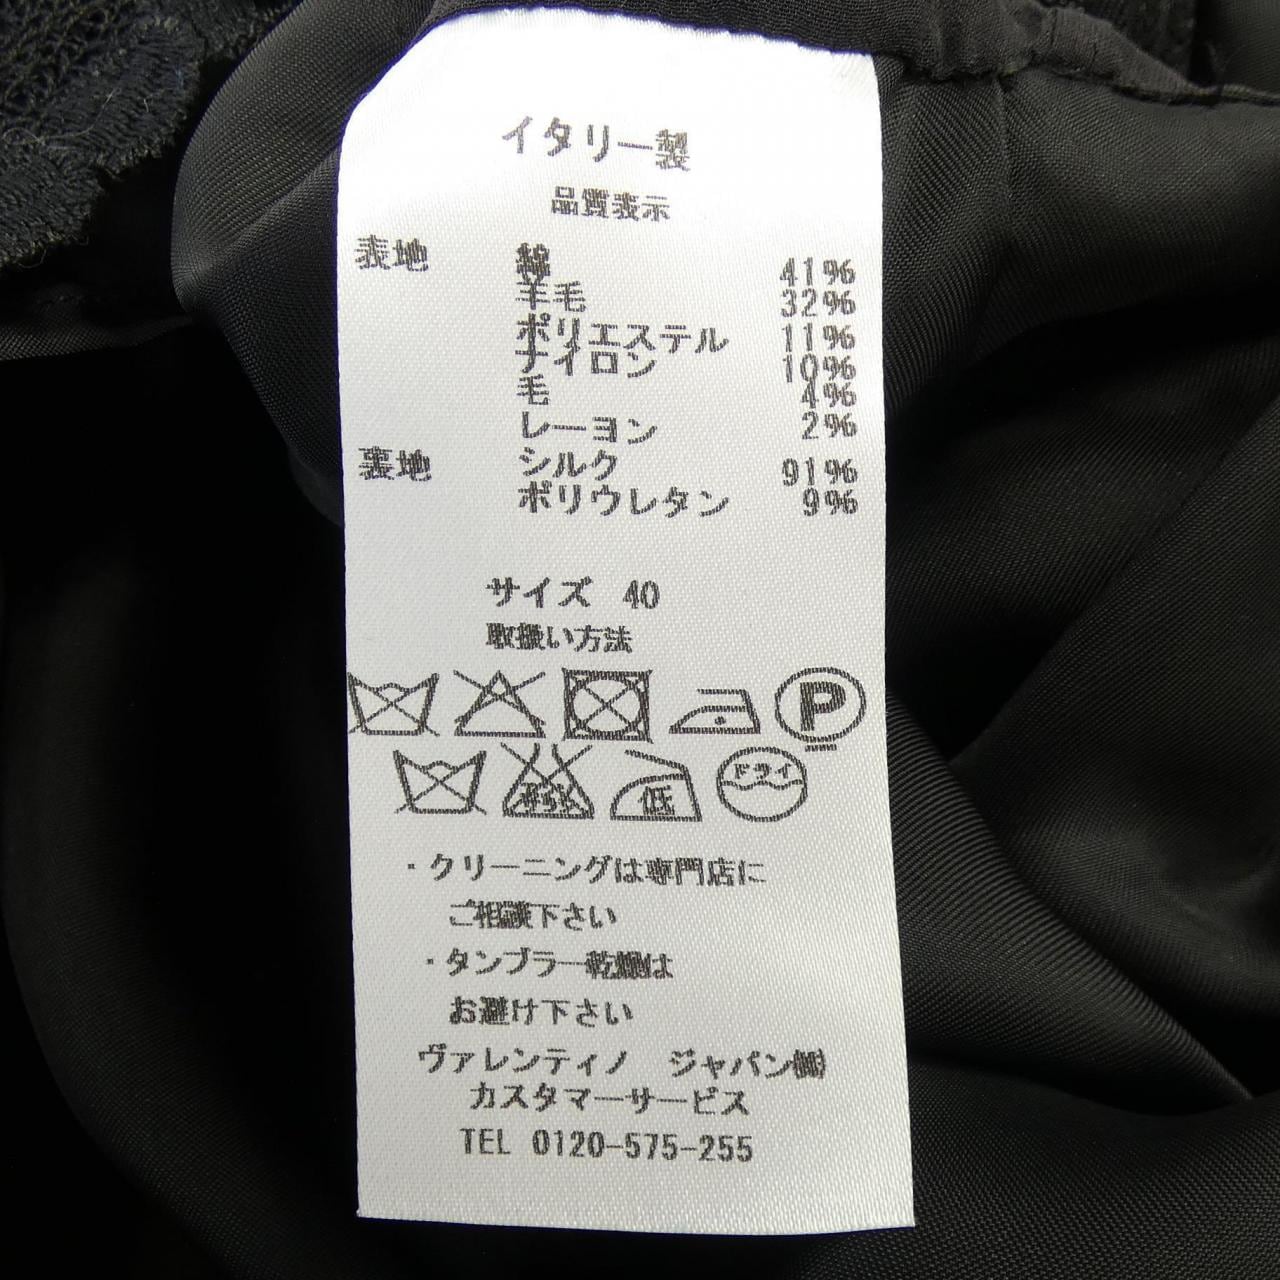 イタリー製
品質表示
表地 綿 41%
羊毛 32%
ポリエステル 11%
ナイロン 10%
毛 4%
レーヨン 2%
裏地 シルク 91%
ポリウレタン 9%
サイズ 40
取扱い方法
P
エンソサラシ
低 ドライ
・クリーニングは専門店に
ご相談下さい
・タンブラー乾燥は
お避け下さい
ヴァレンティノ ジャパン㈱
カスタマーサービス
TEL 0120-575-255